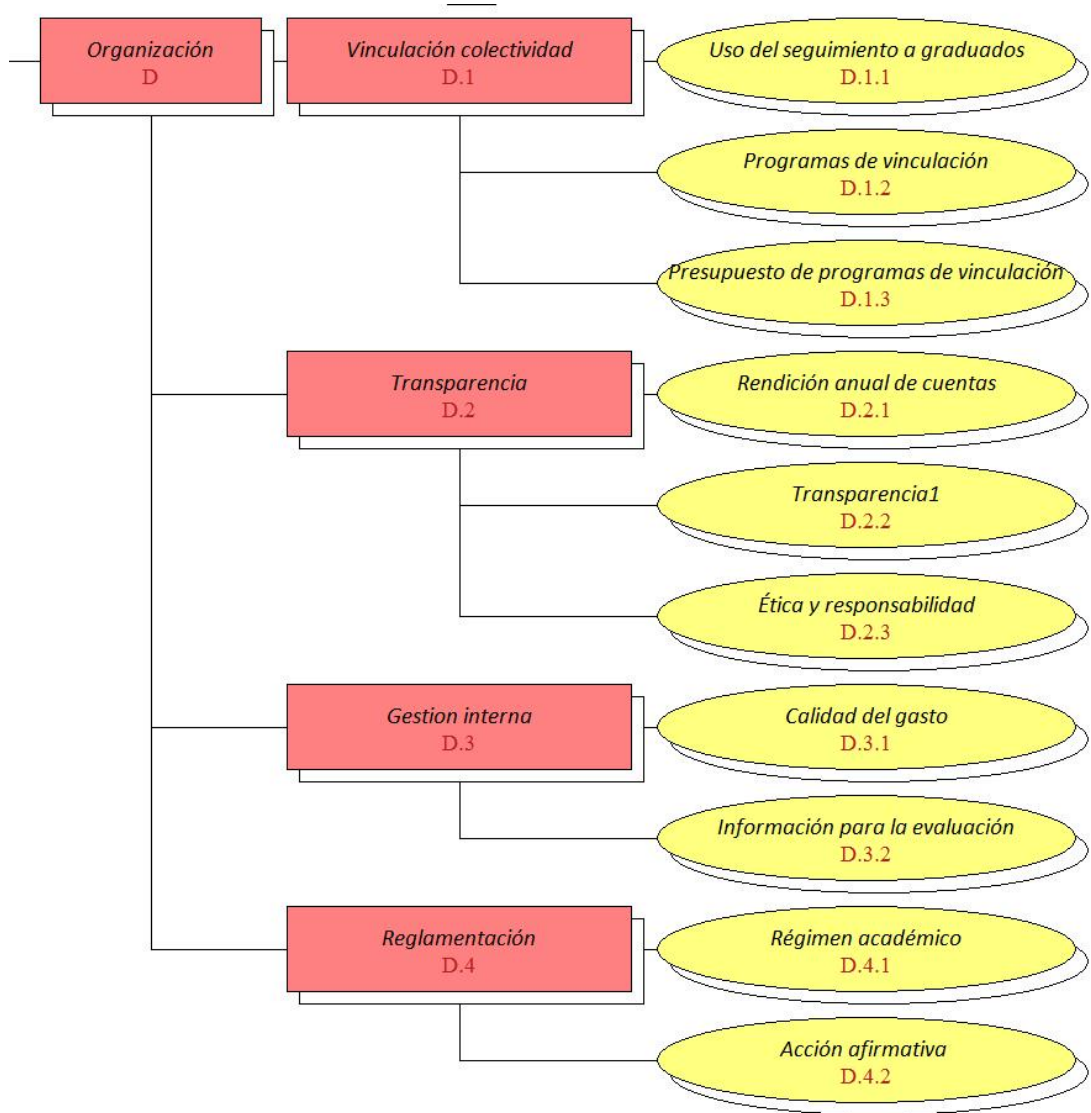 Organización
D
Vinculación colectividad
D.1
Uso del seguimiento a graduados
D.1.1
Programas de vinculación
D.1.2
Presupuesto de programas de vinculación
D.1.3
Transparencia
D.2
Rendición anual de cuentas
D.2.1
Transparencia1
D.2.2
Ética y responsabilidad
D.2.3
Gestion interna
D.3
Calidad del gasto
D.3.1
Información para la evaluación
D.3.2
Reglamentación
D.4
Régimen académico
D.4.1
Acción afirmativa
D.4.2